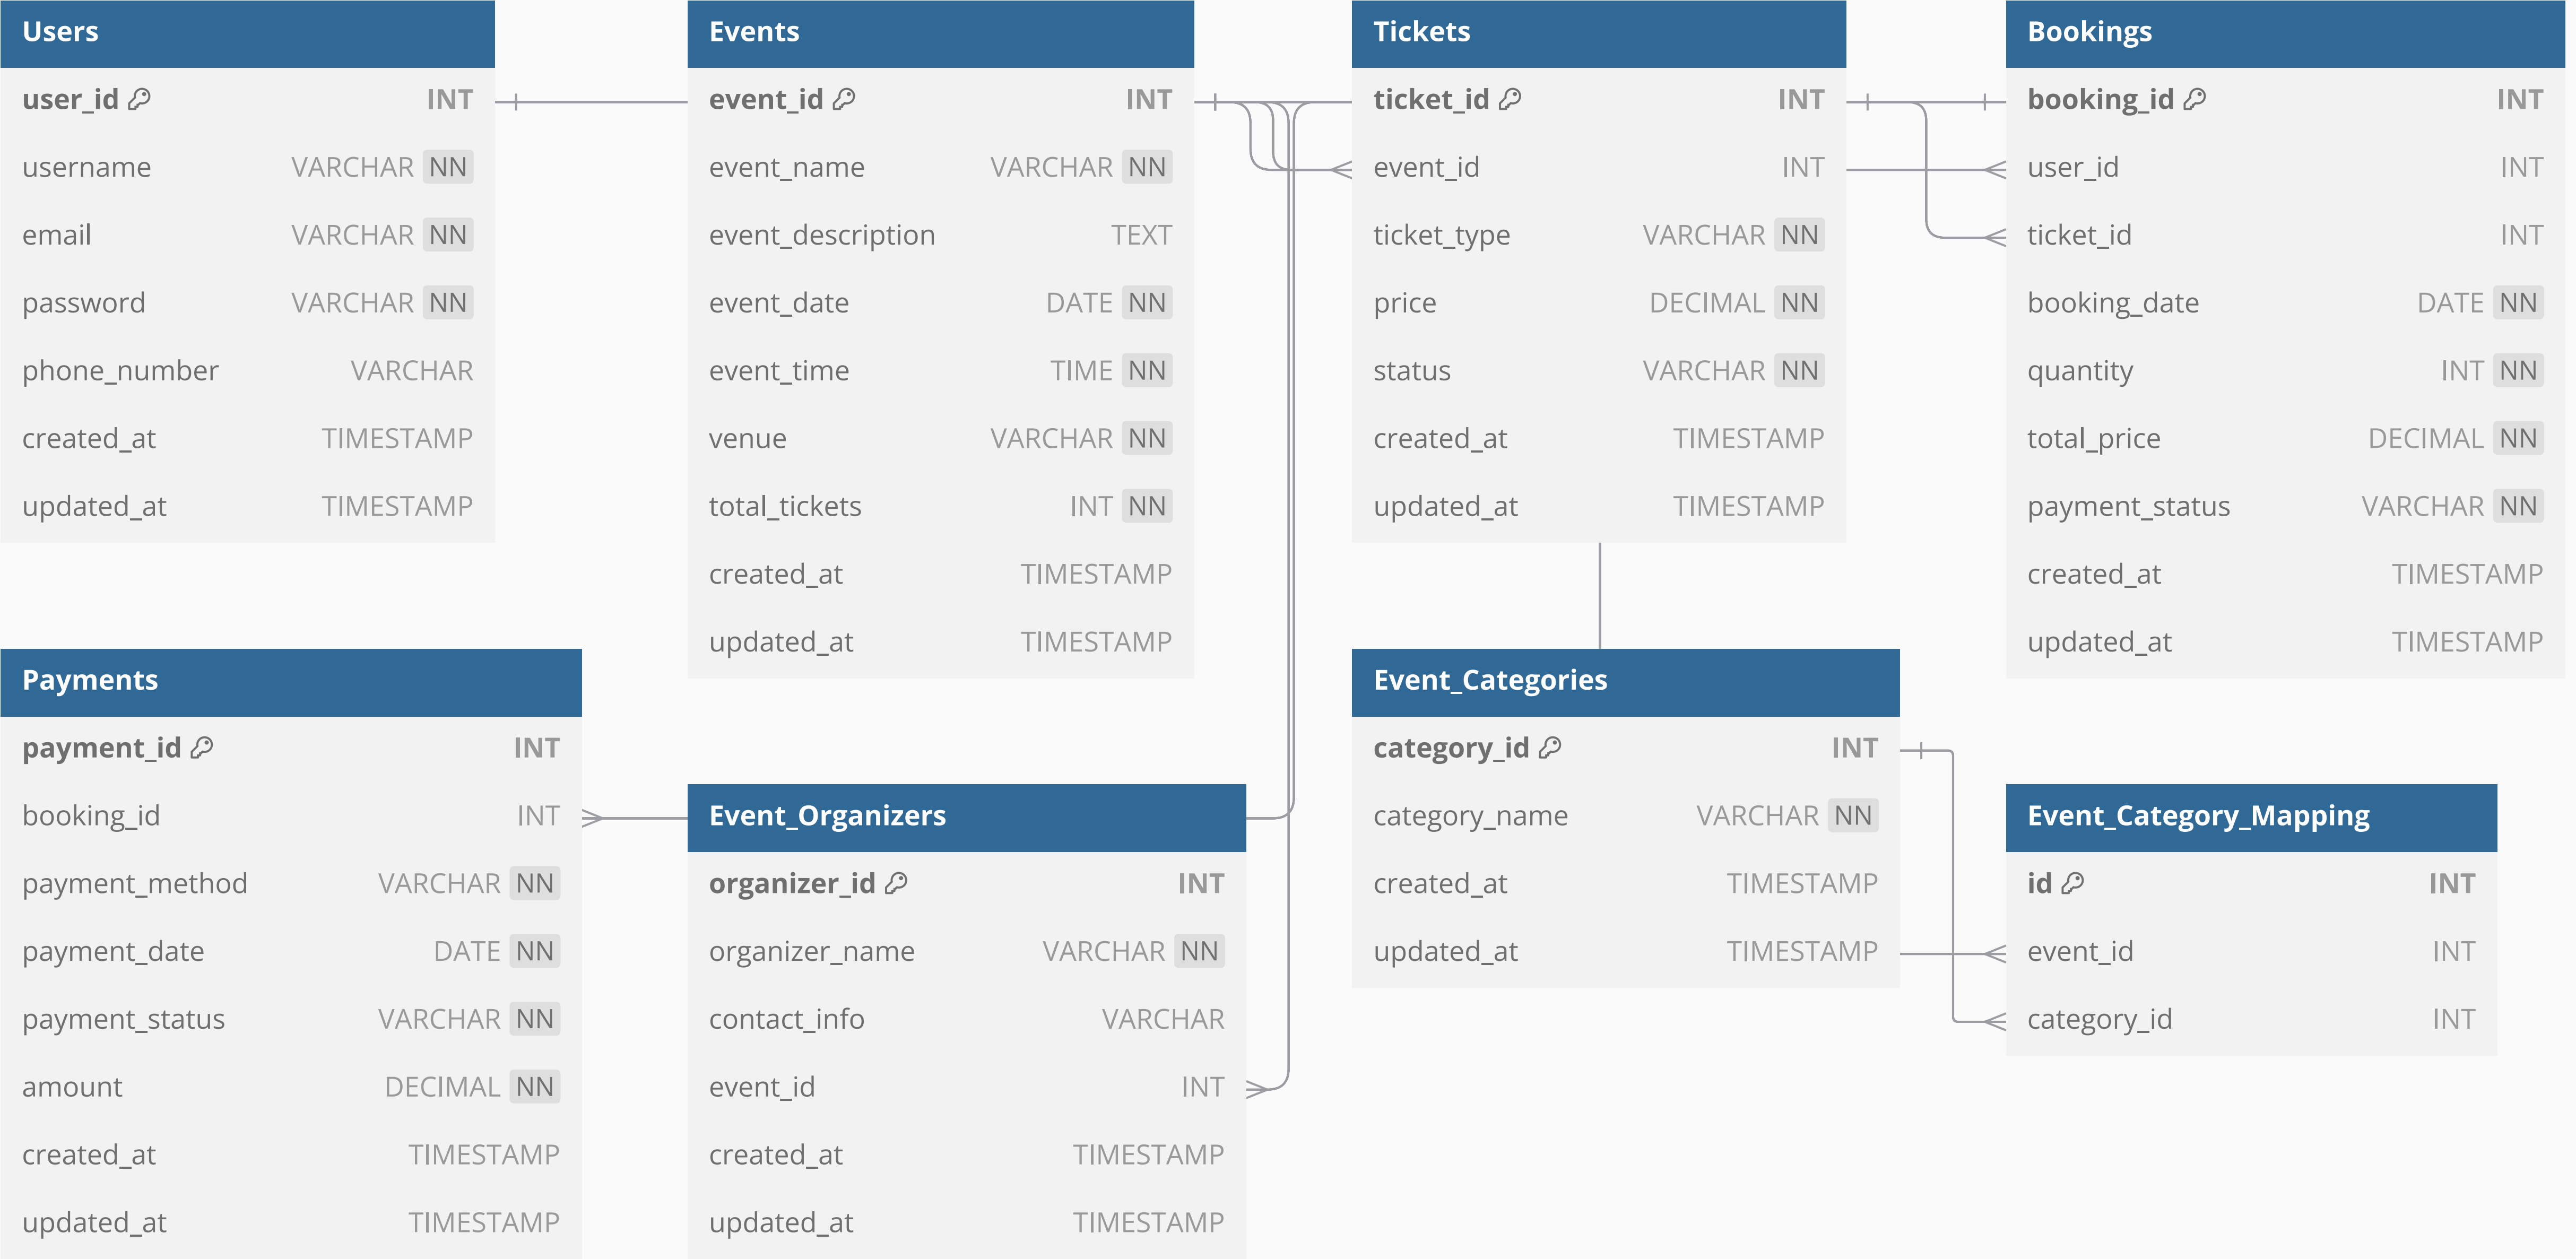 Users
user_id INT
username VARCHAR NN
email VARCHAR NN
password VARCHAR NN
phone_number VARCHAR
created_at TIMESTAMP
updated_at TIMESTAMP
Events
event_id INT
event_name VARCHAR NN
event_description TEXT
event_date DATE NN
event_time TIME NN
venue VARCHAR NN
total_tickets INT NN
created_at TIMESTAMP
updated_at TIMESTAMP
Tickets
ticket_id INT
event_id INT
ticket_type VARCHAR NN
price DECIMAL NN
status VARCHAR NN
created_at TIMESTAMP
updated_at TIMESTAMP
Bookings
booking_id INT
user_id INT
ticket_id INT
booking_date DATE NN
quantity INT NN
total_price DECIMAL NN
payment_status VARCHAR NN
created_at TIMESTAMP
updated_at TIMESTAMP
Payments
payment_id INT
booking_id INT
payment_method VARCHAR NN
payment_date DATE NN
payment_status VARCHAR NN
amount DECIMAL NN
created_at TIMESTAMP
updated_at TIMESTAMP
Event_Organizers
organizer_id INT
organizer_name VARCHAR NN
contact_info VARCHAR
event_id INT
created_at TIMESTAMP
updated_at TIMESTAMP
Event_Categories
category_id INT
category_name VARCHAR NN
created_at TIMESTAMP
updated_at TIMESTAMP
Event_Category_Mapping
id INT
event_id INT
category_id INT